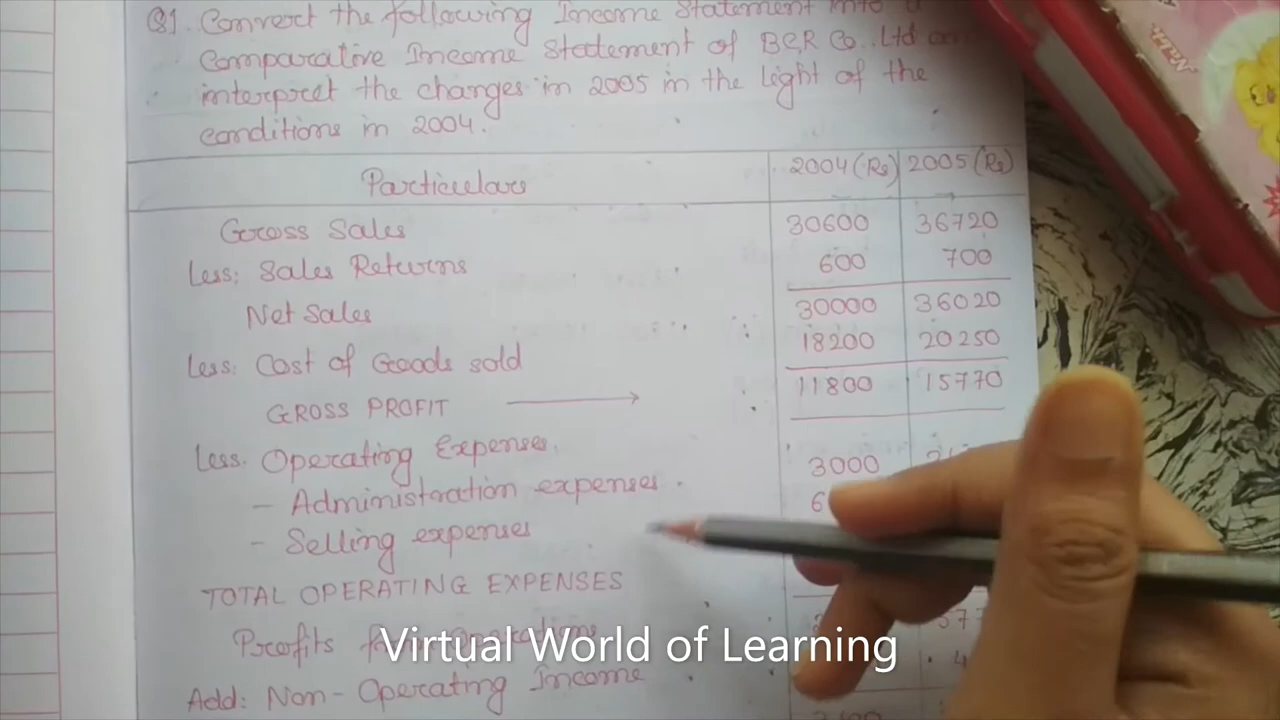 Q1. Convert the following Income Statement into a
Comparative Income Statement of BGR Co. Ltd and
interpret the changes in 2005 in the light of the
conditions in 2004.
Particulars 2004 (Rs) 2005 (Rs)
Gross Sales 30600 36720
Less: Sales Returns 600 700
Net Sales 30000 36020
Less: Cost of Goods sold 18200 20250
GROSS PROFIT 11800 15770
Less: Operating Expenses
- Administration expenses 3000
- Selling expenses
TOTAL OPERATING EXPENSES
Profits
Add: Non-Operating Income
Virtual World of Learning